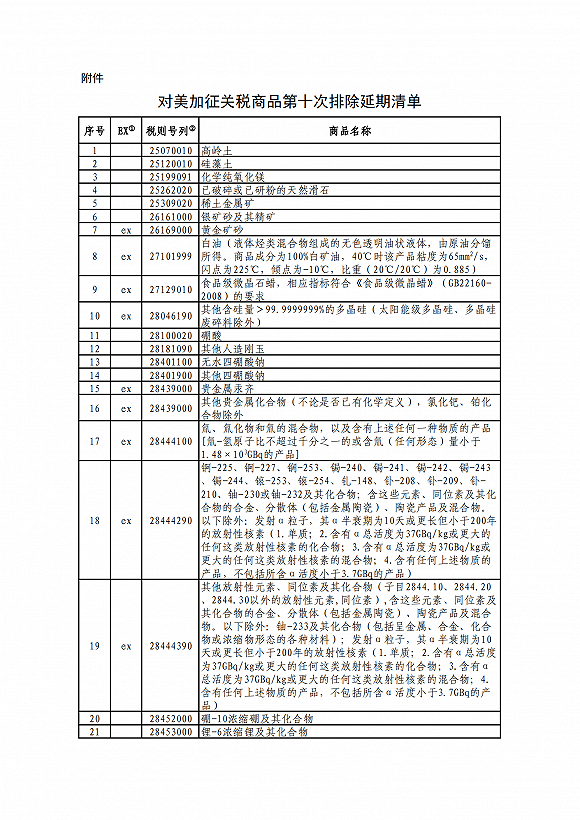 附件
对美加征关税商品第十次排除延期清单
序号 EX① 税则号列② 商品名称
1 25070010 高岭土
2 25120010 硅藻土
3 25199091 化学纯氧化镁
4 25262020 已破碎或已研粉的天然滑石
5 25309020 稀土金属矿
6 26161000 银矿砂及其精矿
7 ex 26169000 黄金矿砂
8 ex 27101999 白油（液体烃类混合物组成的无色透明油状液体，由原油分馏
所得。商品成分为100%白矿油，40℃时该产品粘度为65mm²/s，
闪点为225℃，倾点为-10℃，比重（20℃/20℃）为0.885）
9 ex 27129010 食品级微晶石蜡，相应指标符合《食品级微晶蜡》（GB22160-
2008）的要求
10 ex 28046190 其他含硅量＞99.9999999%的多晶硅（太阳能级多晶硅、多晶硅
废碎料除外）
11 28100020 硼酸
12 28181090 其他人造刚玉
13 28401100 无水四硼酸钠
14 28401900 其他四硼酸钠
15 ex 28439000 贵金属汞齐
16 ex 28439000 其他贵金属化合物（不论是否已有化学定义），氯化钯、铂化
合物除外
17 ex 28444100 氚、氚化物和氚的混合物，以及含有上述任何一种物质的产品
[氚-氢原子比不超过千分之一的或含氚（任何形态）量小于
1.48×10³GBq的产品]
18 ex 28444290 锕-225、锕-227、锎-253、锔-240、锔-241、锔-242、锔-243
、锔-244、锿-253、锿-254、钆-148、钋-208、钋-209、钋-
210、铀-230或铀-232及其化合物；含这些元素、同位素及其化
合物的合金、分散体（包括金属陶瓷）、陶瓷产品及混合物。
以下除外：发射α粒子，其α半衰期为10天或更长但小于200年
的放射性核素（1.单质；2.含有α总活度为37GBq/kg或更大的
任何这类放射性核素的化合物；3.含有α总活度为37GBq/kg或
更大的任何这类放射性核素的混合物；4.含有任何上述物质的
产品，不包括所含α活度小于3.7GBq的产品）
19 ex 28444390 其他放射性元素、同位素及其化合物（子目2844.10、2844.20
、2844.30以外的放射性元素,同位素）,含这些元素、同位素及
其化合物的合金、分散体（包括金属陶瓷）、陶瓷产品及混合
物。以下除外：铀-233及其化合物（包括呈金属、合金、化合
物或浓缩物形态的各种材料）；发射α粒子，其α半衰期为10
天或更长但小于200年的放射性核素（1.单质；2.含有α总活度
为37GBq/kg或更大的任何这类放射性核素的化合物；3.含有α
总活度为37GBq/kg或更大的任何这类放射性核素的混合物；4.
含有任何上述物质的产品，不包括所含α活度小于3.7GBq的产
品）
20 28452000 硼-10浓缩硼及其化合物
21 28453000 锂-6浓缩锂及其化合物